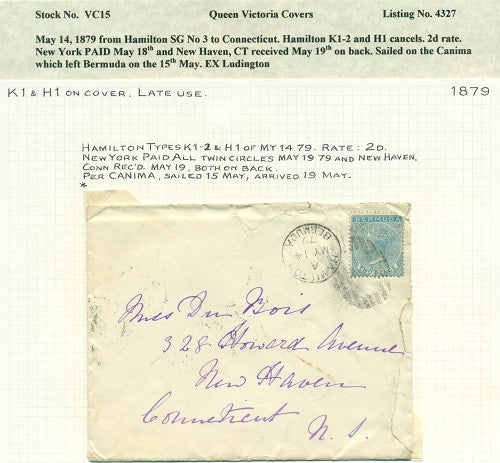 Stock No. VC15 Queen Victoria Covers Listing No. 4327
May 14, 1879 from Hamilton SG No 3 to Connecticut. Hamilton K1-2 and H1 cancels. 2d rate.
New York PAID May 18th and New Haven, CT received May 19th on back. Sailed on the Canima
which left Bermuda on the 15th May. EX Ludington
K1 & H1 ON COVER. LATE USE. 1879
HAMILTON TYPES K1-2 & H1 OF MY 14 79. RATE: 2D.
NEW YORK PAID ALL TWIN CIRCLES MAY 19 79 AND NEW HAVEN.
CONN REC'D. MAY 19, BOTH ON BACK.
PER CANIMA, SAILED 15 MAY, ARRIVED 19 MAY.
*
HAMILTON
A
MY 14
79
BERMUDA
BERMUDA
Miss Du Bois
328 Howard Avenue
New Haven
Connecticut